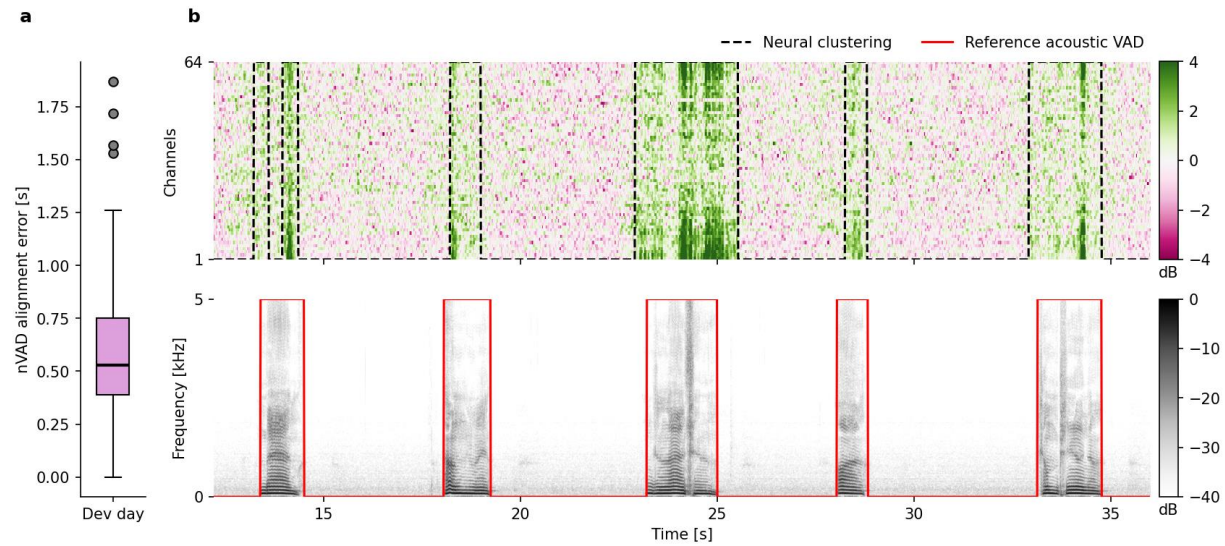 a
b
Neural clustering
Reference acoustic VAD
nVAD alignment error [s]
1.75
1.50
1.25
1.00
0.75
0.50
0.25
0.00
Dev day
Channels
64
1
4
2
0
−2
−4
dB
Frequency [kHz]
5
0
0
−10
−20
−30
−40
dB
15
20
25
30
35
Time [s]